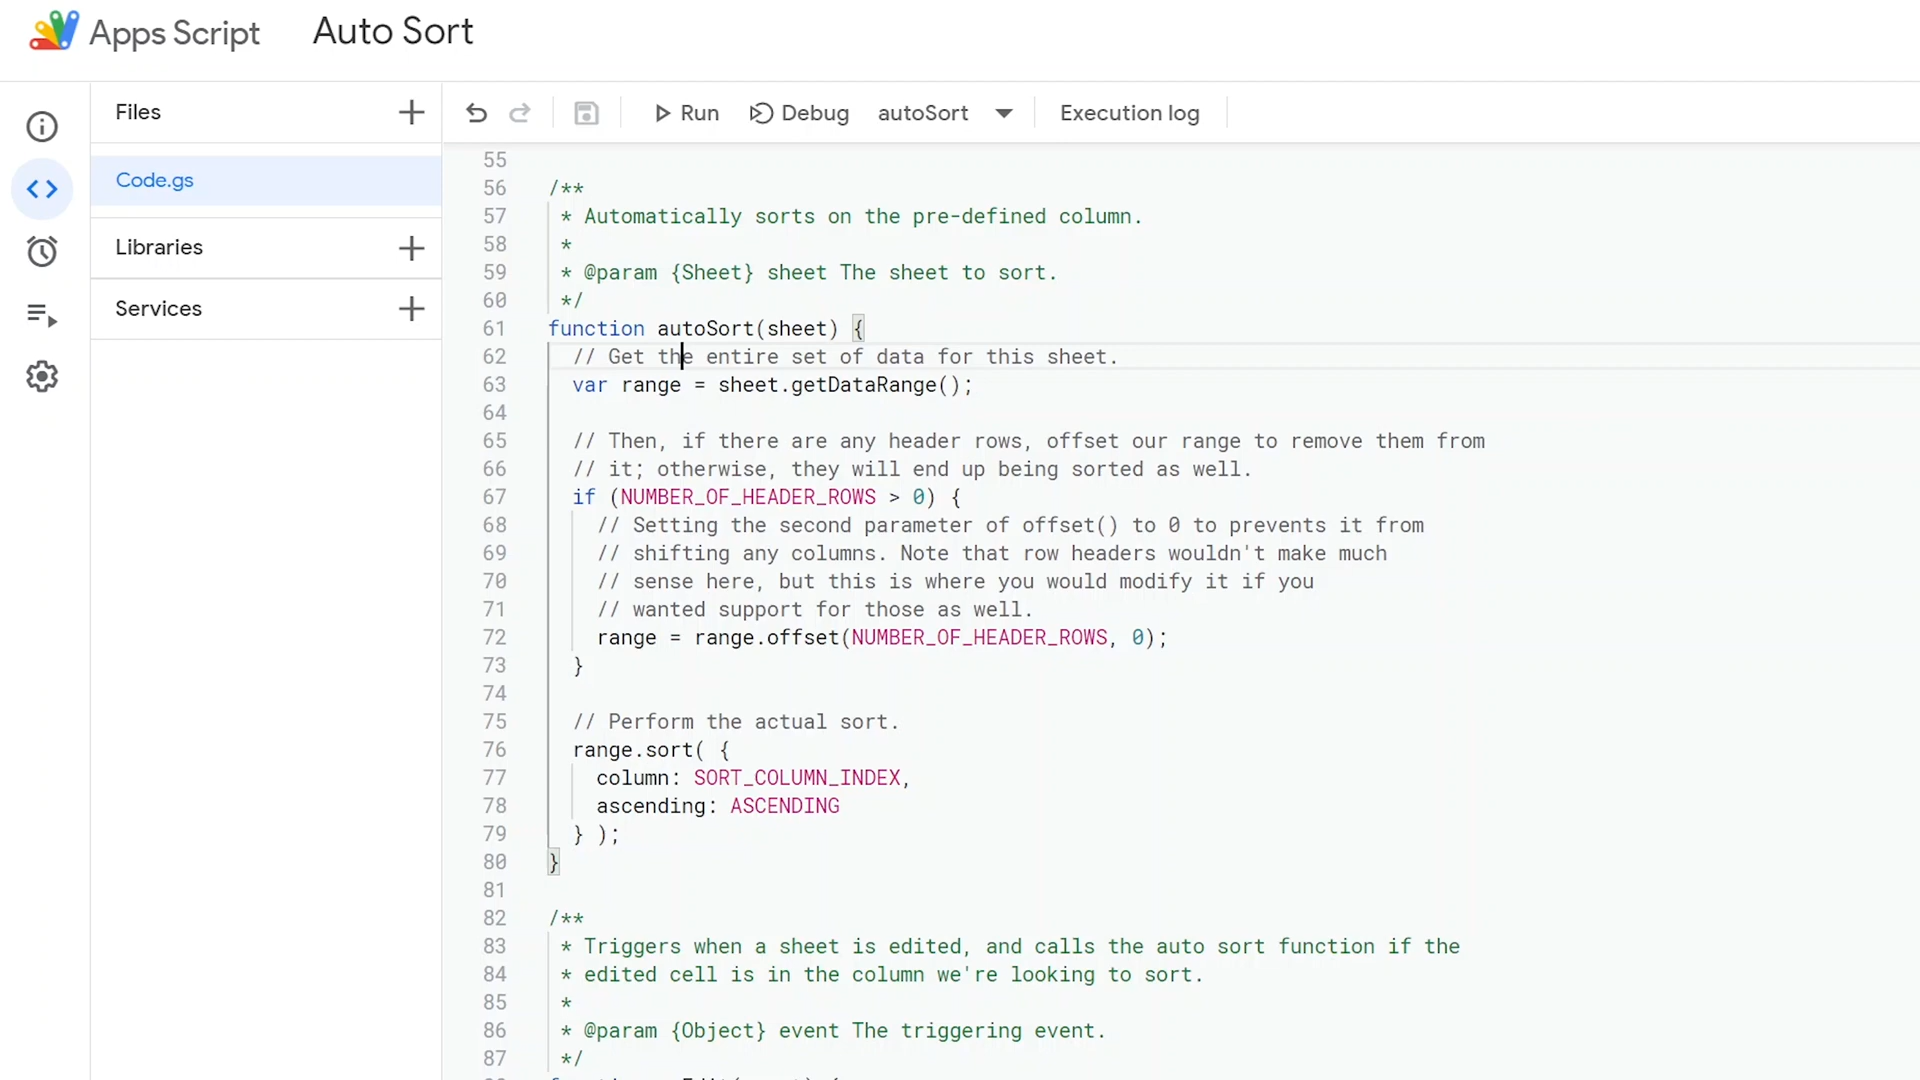 Apps Script
Auto Sort
Files
Code.gs
Libraries
Services
Run
Debug
autoSort
Execution log
55
56 /**
57 * Automatically sorts on the pre-defined column.
58 *
59 * @param {Sheet} sheet The sheet to sort.
60 */
61 function autoSort(sheet) {
62 // Get the entire set of data for this sheet.
63 var range = sheet.getDataRange();
64
65 // Then, if there are any header rows, offset our range to remove them from
66 // it; otherwise, they will end up being sorted as well.
67 if (NUMBER_OF_HEADER_ROWS > 0) {
68 // Setting the second parameter of offset() to 0 to prevents it from
69 // shifting any columns. Note that row headers wouldn't make much
70 // sense here, but this is where you would modify it if you
71 // wanted support for those as well.
72 range = range.offset(NUMBER_OF_HEADER_ROWS, 0);
73 }
74
75 // Perform the actual sort.
76 range.sort( {
77 column: SORT_COLUMN_INDEX,
78 ascending: ASCENDING
79 } );
80 }
81
82 /**
83 * Triggers when a sheet is edited, and calls the auto sort function if the
84 * edited cell is in the column we're looking to sort.
85 *
86 * @param {Object} event The triggering event.
87 */